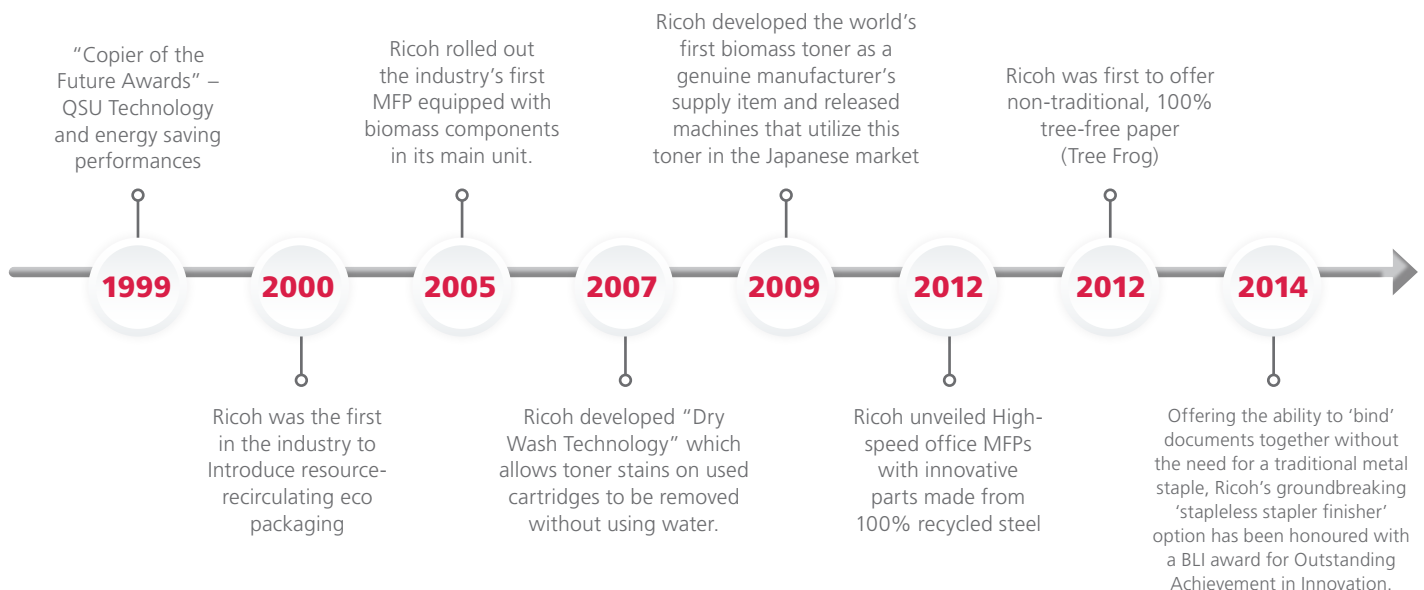 "Copier of the
Future Awards" –
QSU Technology
and energy saving
performances
Ricoh rolled out
the industry's first
MFP equipped with
biomass components
in its main unit.
Ricoh developed the world's
first biomass toner as a
genuine manufacturer's
supply item and released
machines that utilize this
toner in the Japanese market
Ricoh was first to offer
non-traditional, 100%
tree-free paper
(Tree Frog)
1999 2000 2005 2007 2009 2012 2012 2014
Ricoh was the first
in the industry to
Introduce resource-
recirculating eco
packaging
Ricoh developed "Dry
Wash Technology" which
allows toner stains on used
cartridges to be removed
without using water.
Ricoh unveiled High-
speed office MFPs
with innovative
parts made from
100% recycled steel
Offering the ability to 'bind'
documents together without
the need for a traditional metal
staple, Ricoh's groundbreaking
'stapleless stapler finisher'
option has been honoured with
a BLI award for Outstanding
Achievement in Innovation.